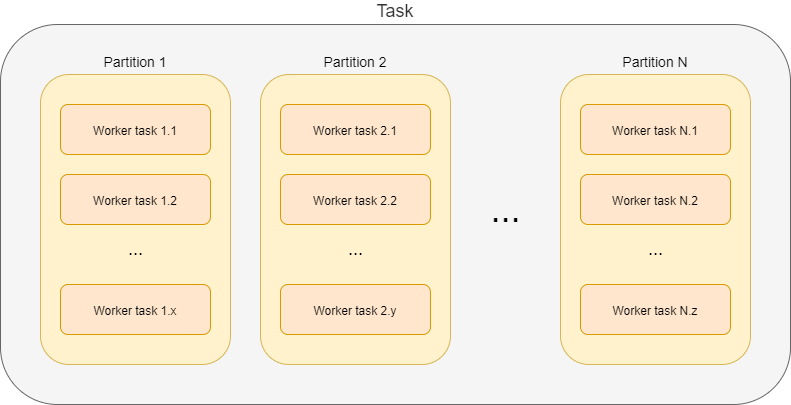 Task
Partition 1
Worker task 1.1
Worker task 1.2
...
Worker task 1.x
Partition 2
Worker task 2.1
Worker task 2.2
...
Worker task 2.y
...
Partition N
Worker task N.1
Worker task N.2
...
Worker task N.z